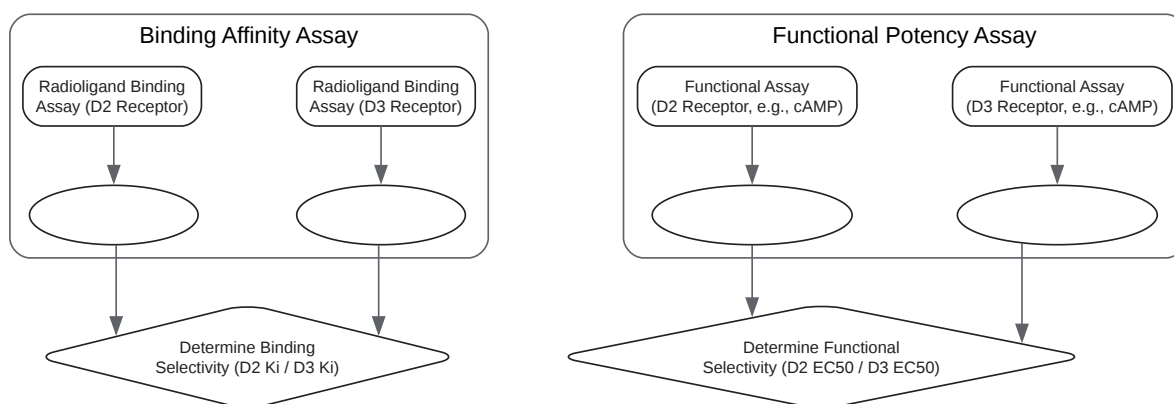 Binding Affinity Assay
Radioligand Binding
Assay (D2 Receptor)
Radioligand Binding
Assay (D3 Receptor)
Determine Binding
Selectivity (D2 Ki / D3 Ki)
Functional Potency Assay
Functional Assay
(D2 Receptor, e.g., cAMP)
Functional Assay
(D3 Receptor, e.g., cAMP)
Determine Functional
Selectivity (D2 EC50 / D3 EC50)